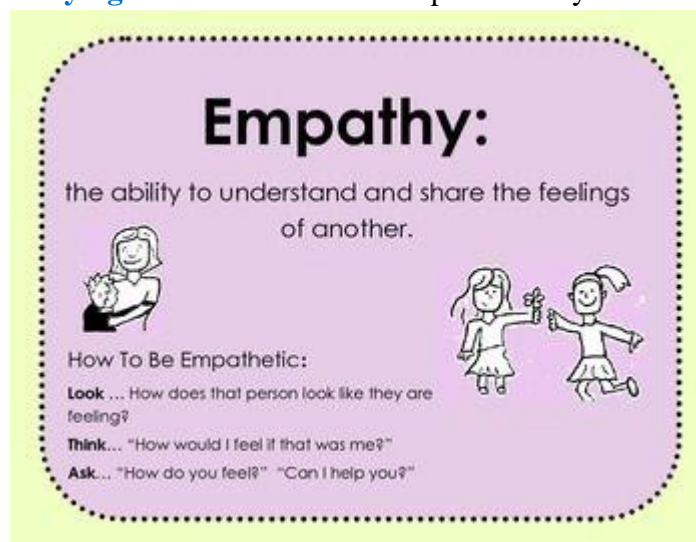 Empathy:
the ability to understand and share the feelings
of another.
How To Be Empathetic:
Look ... How does that person look like they are
feeling?
Think... “How would I feel if that was me?”
Ask... “How do you feel?” “Can I help you?”